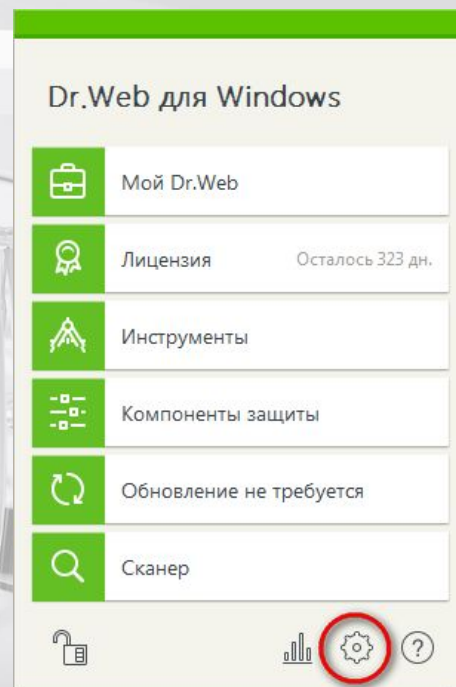 Dr.Web для Windows
Мой Dr.Web
Лицензия Осталось 323 дн.
Инструменты
Компоненты защиты
Обновление не требуется
Сканер
?